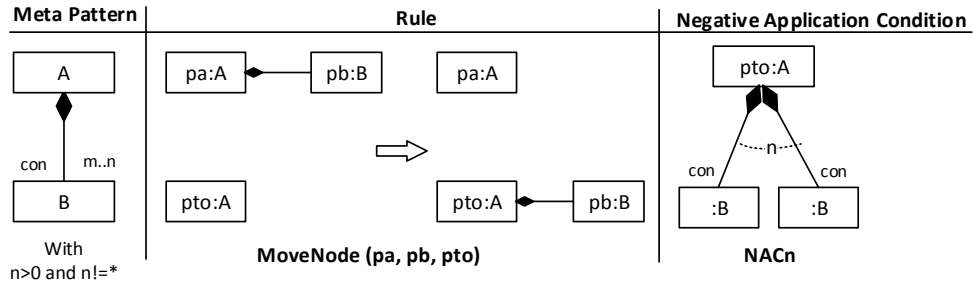 Meta Pattern
Rule
Negative Application Condition
A
con
m..n
B
With
n>0 and n!=*
pa:A
pb:B
pa:A
pto:A
pto:A
pb:B
MoveNode (pa, pb, pto)
pto:A
n
con
con
:B
:B
NACn